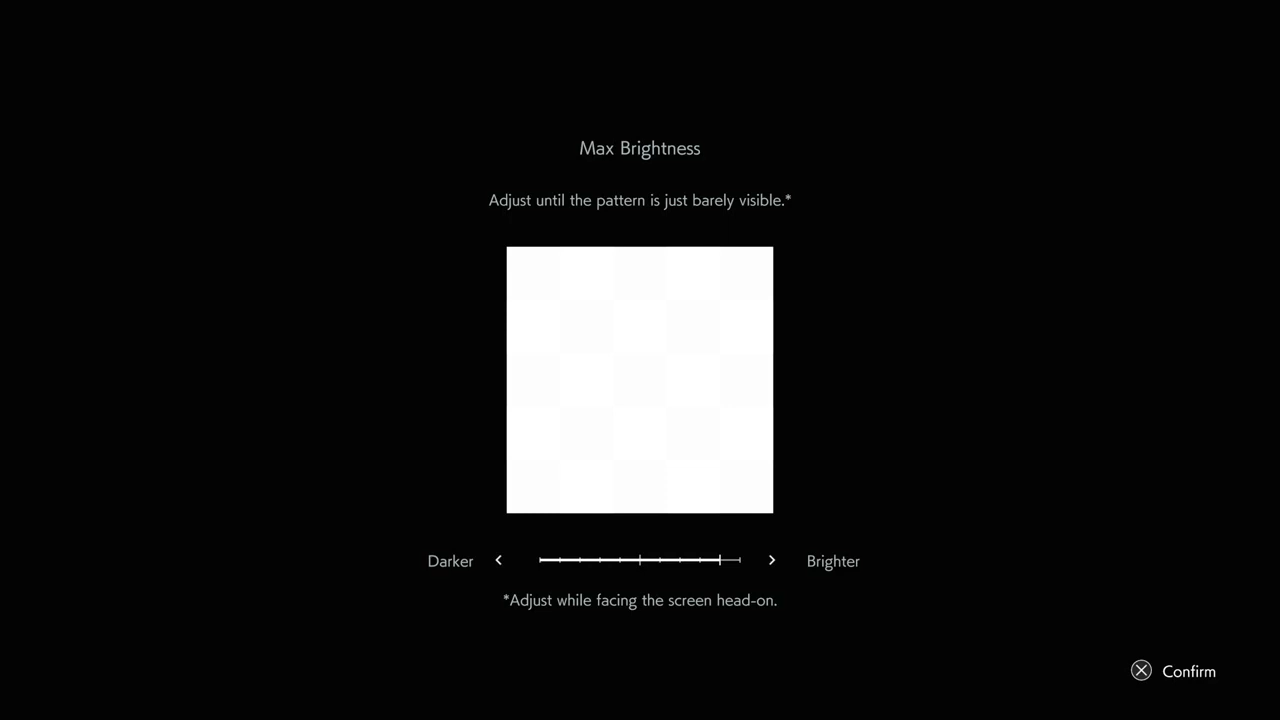 Max Brightness
Adjust until the pattern is just barely visible.*
Darker Brighter
*Adjust while facing the screen head-on.
Confirm